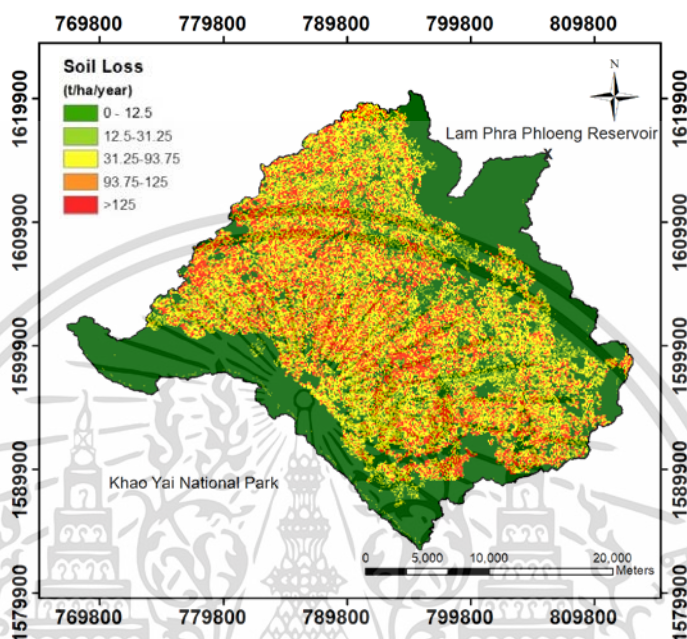 769800 779800 789800 799800 809800
Soil Loss
(t/ha/year)
0 - 12.5
12.5-31.25
31.25-93.75
93.75-125
>125
N
Lam Phra Phloeng Reservoir
x
1619900
1619900
1609900
1609900
1599900
1599900
1589900
1589900
Khao Yai National Park
0 5,000 10,000 20,000
Meters
1579900
1579900
769800 779800 789800 799800 809800